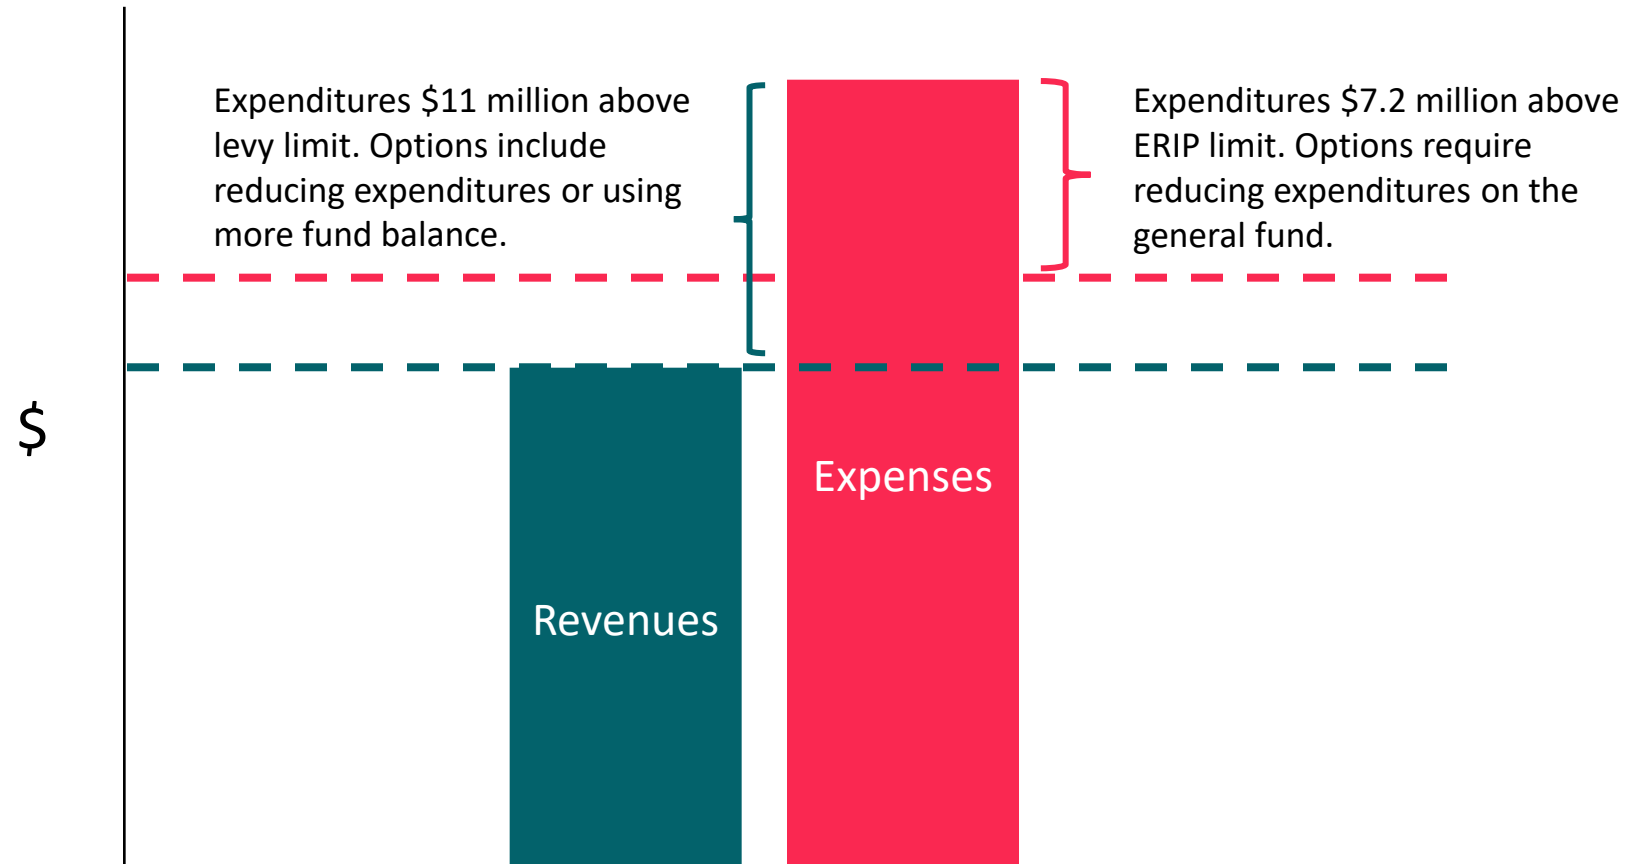 Expenditures $11 million above
levy limit. Options include
reducing expenditures or using
more fund balance.
Expenditures $7.2 million above
ERIP limit. Options require
reducing expenditures on the
general fund.
$
Expenses
Revenues